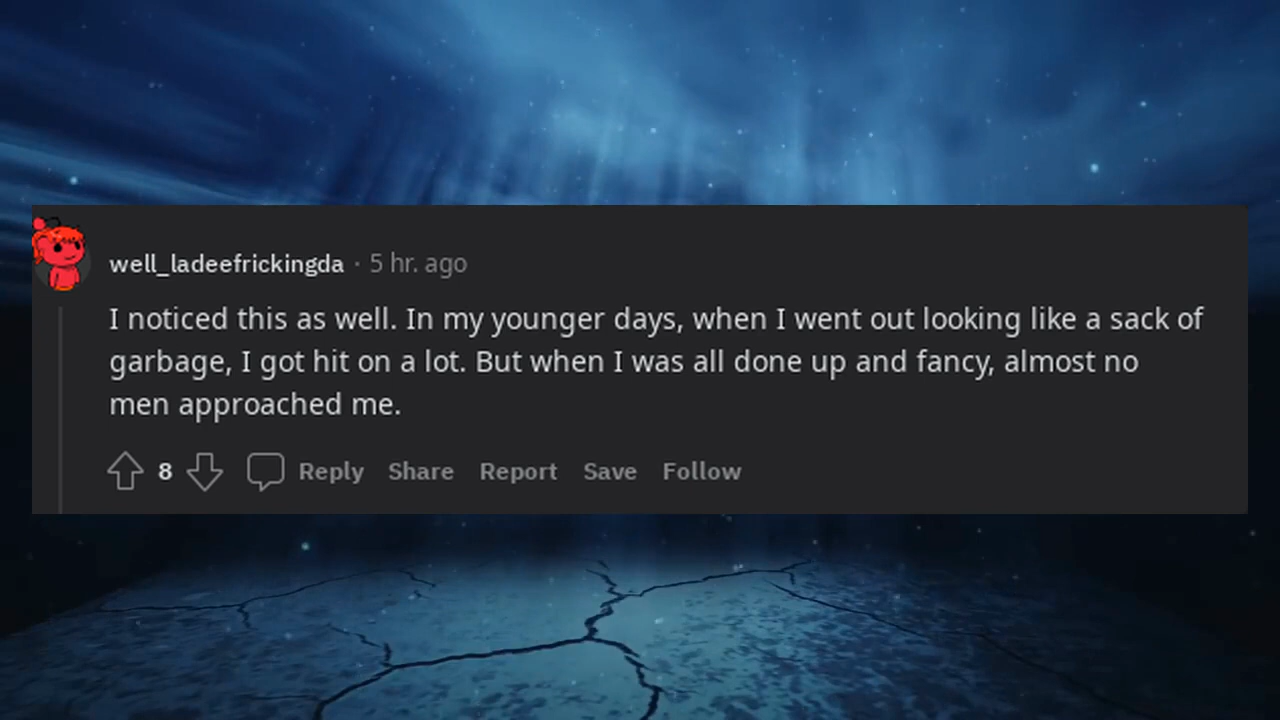 well_ladeefrickingda · 5 hr. ago
I noticed this as well. In my younger days, when I went out looking like a sack of
garbage, I got hit on a lot. But when I was all done up and fancy, almost no
men approached me.
8 Reply Share Report Save Follow